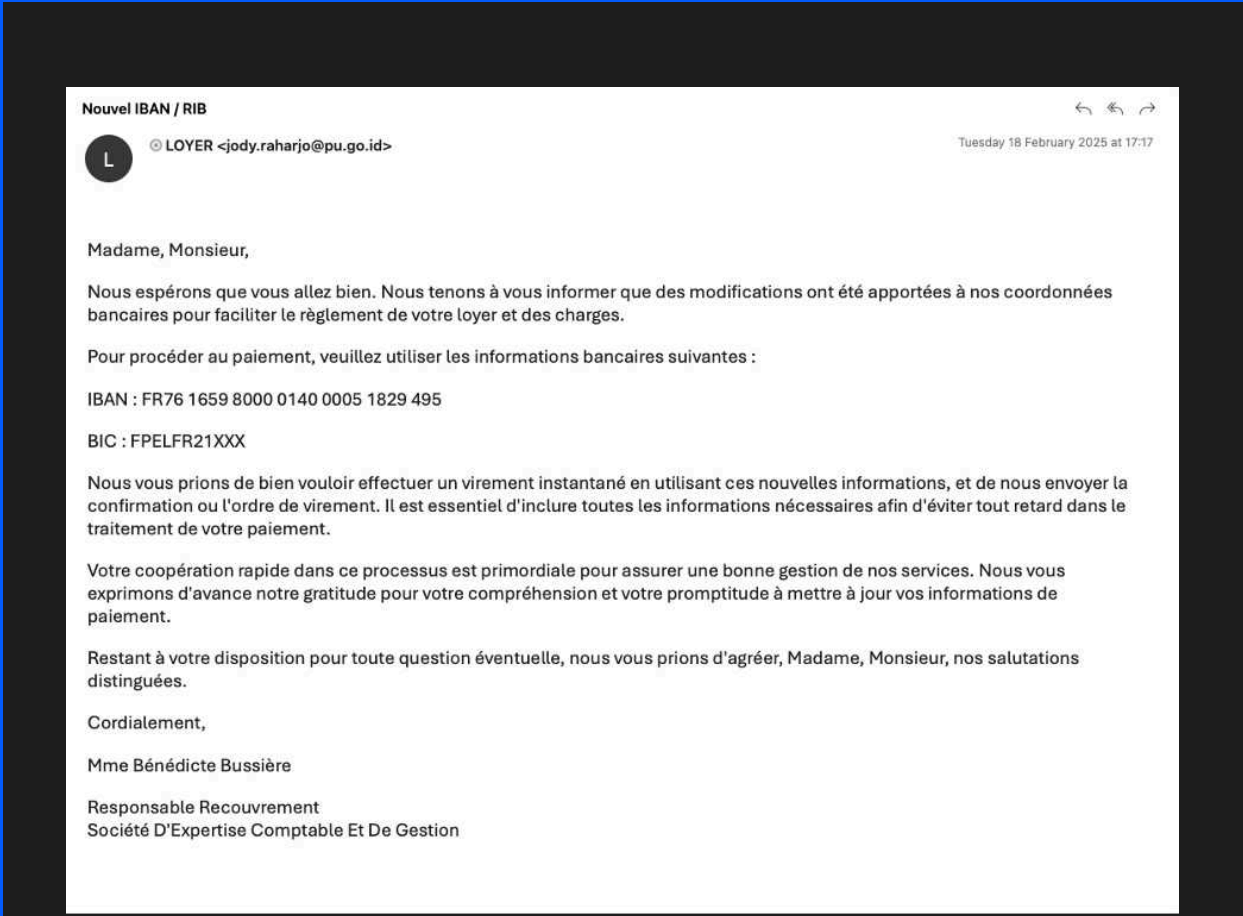 Nouvel IBAN / RIB
L
LOYER <jody.raharjo@pu.go.id>
Tuesday 18 February 2025 at 17:17
Madame, Monsieur,
Nous espérons que vous allez bien. Nous tenons à vous informer que des modifications ont été apportées à nos coordonnées
bancaires pour faciliter le règlement de votre loyer et des charges.
Pour procéder au paiement, veuillez utiliser les informations bancaires suivantes :
IBAN : FR76 1659 8000 0140 0005 1829 495
BIC : FPELFR21XXX
Nous vous prions de bien vouloir effectuer un virement instantané en utilisant ces nouvelles informations, et de nous envoyer la
confirmation ou l'ordre de virement. Il est essentiel d'inclure toutes les informations nécessaires afin d'éviter tout retard dans le
traitement de votre paiement.
Votre coopération rapide dans ce processus est primordiale pour assurer une bonne gestion de nos services. Nous vous
exprimons d'avance notre gratitude pour votre compréhension et votre promptitude à mettre à jour vos informations de
paiement.
Restant à votre disposition pour toute question éventuelle, nous vous prions d'agréer, Madame, Monsieur, nos salutations
distinguées.
Cordialement,
Mme Bénédicte Bussière
Responsable Recouvrement
Société D'Expertise Comptable Et De Gestion